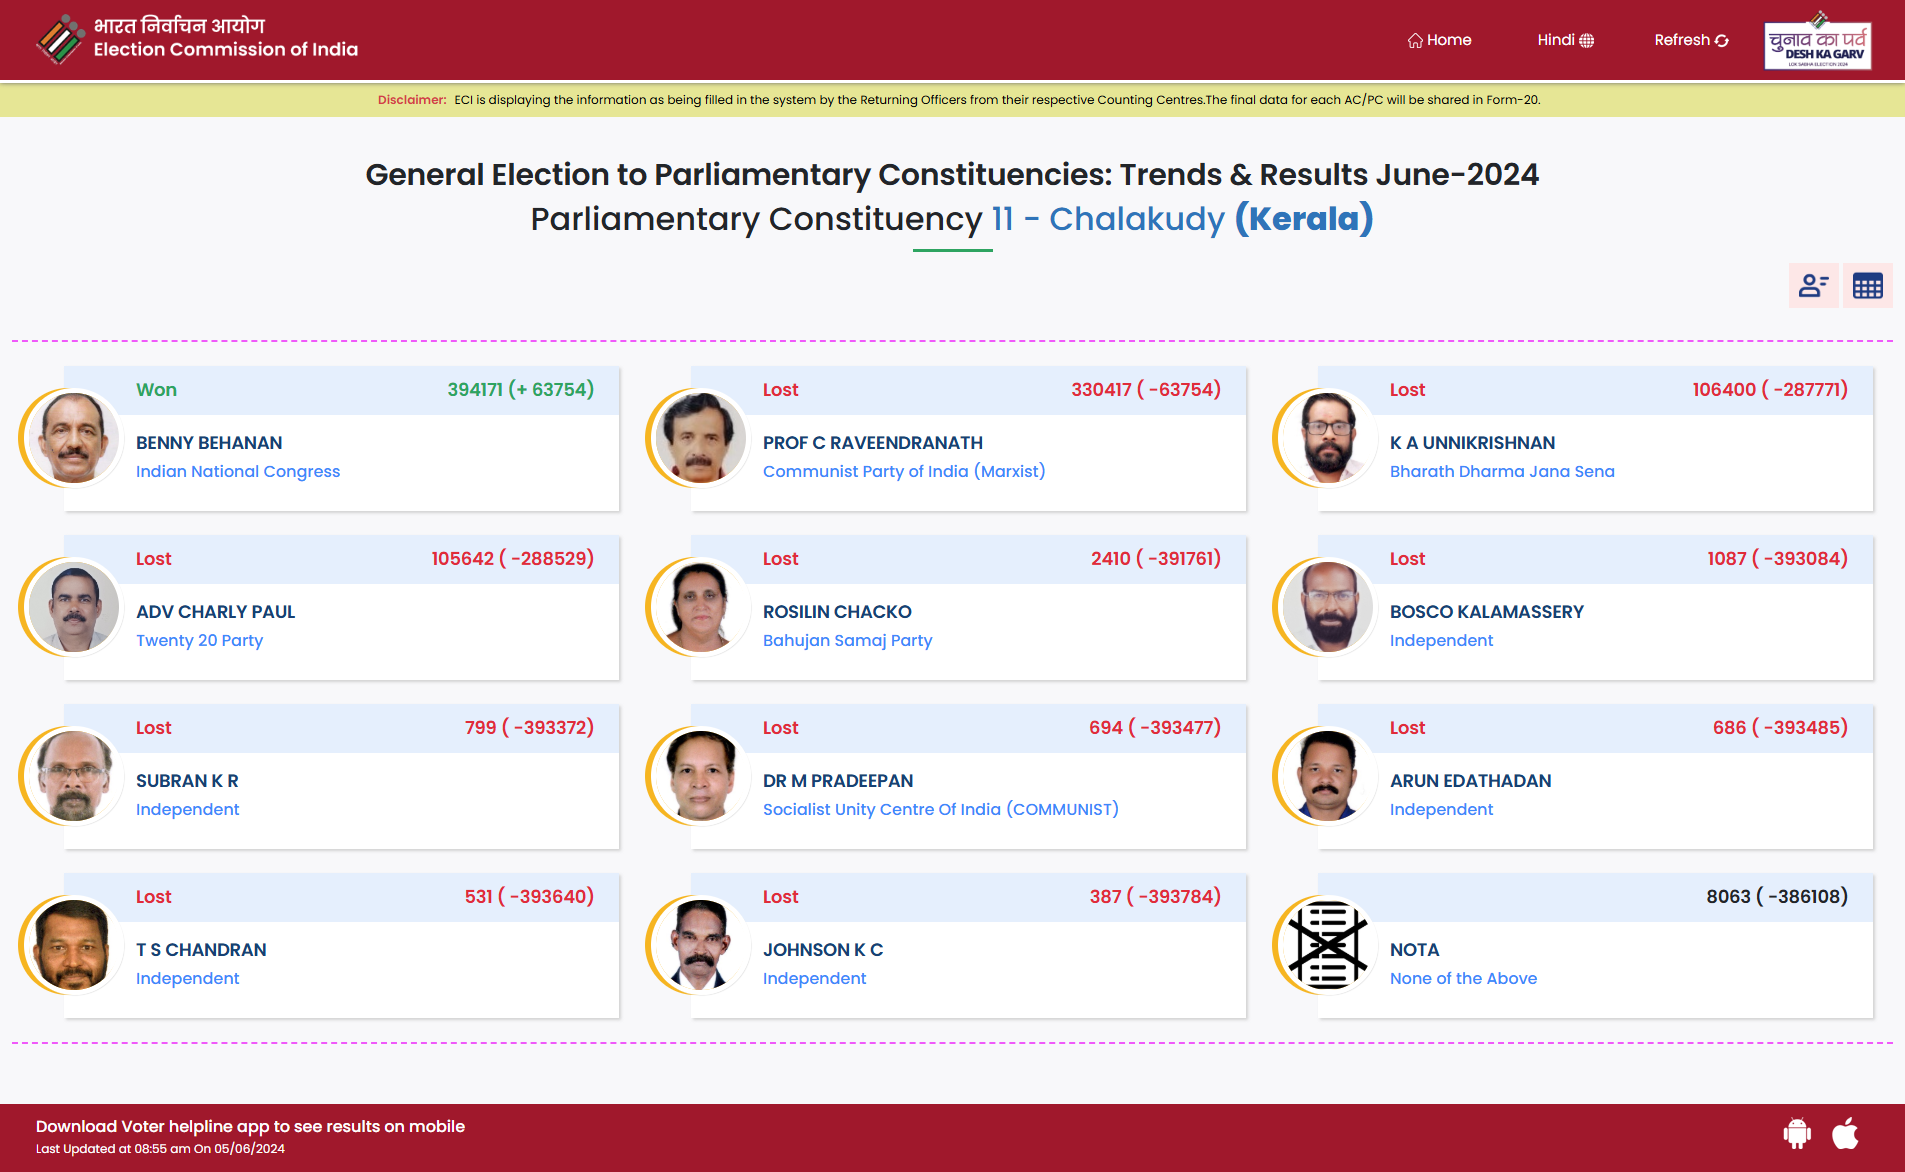 भारत निर्वाचन आयोग
Election Commission of India
Home
Hindi
Refresh
चुनाव का पर्व
DESH KA GARV
LOK SABHA ELECTION 2024
Disclaimer: ECI is displaying the information as being filled in the system by the Returning Officers from their respective Counting Centres.The final data for each AC/PC will be shared in Form-20.
General Election to Parliamentary Constituencies: Trends & Results June-2024
Parliamentary Constituency 11 - Chalakudy (Kerala)
Won 394171 (+ 63754)
BENNY BEHANAN
Indian National Congress
Lost 330417 ( -63754)
PROF C RAVEENDRANATH
Communist Party of India (Marxist)
Lost 106400 ( -287771)
K A UNNIKRISHNAN
Bharath Dharma Jana Sena
Lost 105642 ( -288529)
ADV CHARLY PAUL
Twenty 20 Party
Lost 2410 ( -391761)
ROSILIN CHACKO
Bahujan Samaj Party
Lost 1087 ( -393084)
BOSCO KALAMASSERY
Independent
Lost 799 ( -393372)
SUBRAN K R
Independent
Lost 694 ( -393477)
DR M PRADEEPAN
Socialist Unity Centre Of India (COMMUNIST)
Lost 686 ( -393485)
ARUN EDATHADAN
Independent
Lost 531 ( -393640)
T S CHANDRAN
Independent
Lost 387 ( -393784)
JOHNSON K C
Independent
8063 ( -386108)
NOTA
None of the Above
Download Voter helpline app to see results on mobile
Last Updated at 08:55 am On 05/06/2024